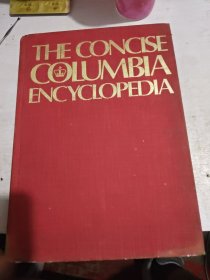 THE CONCISE
COLUMBIA
ENCYCLOPEDIA